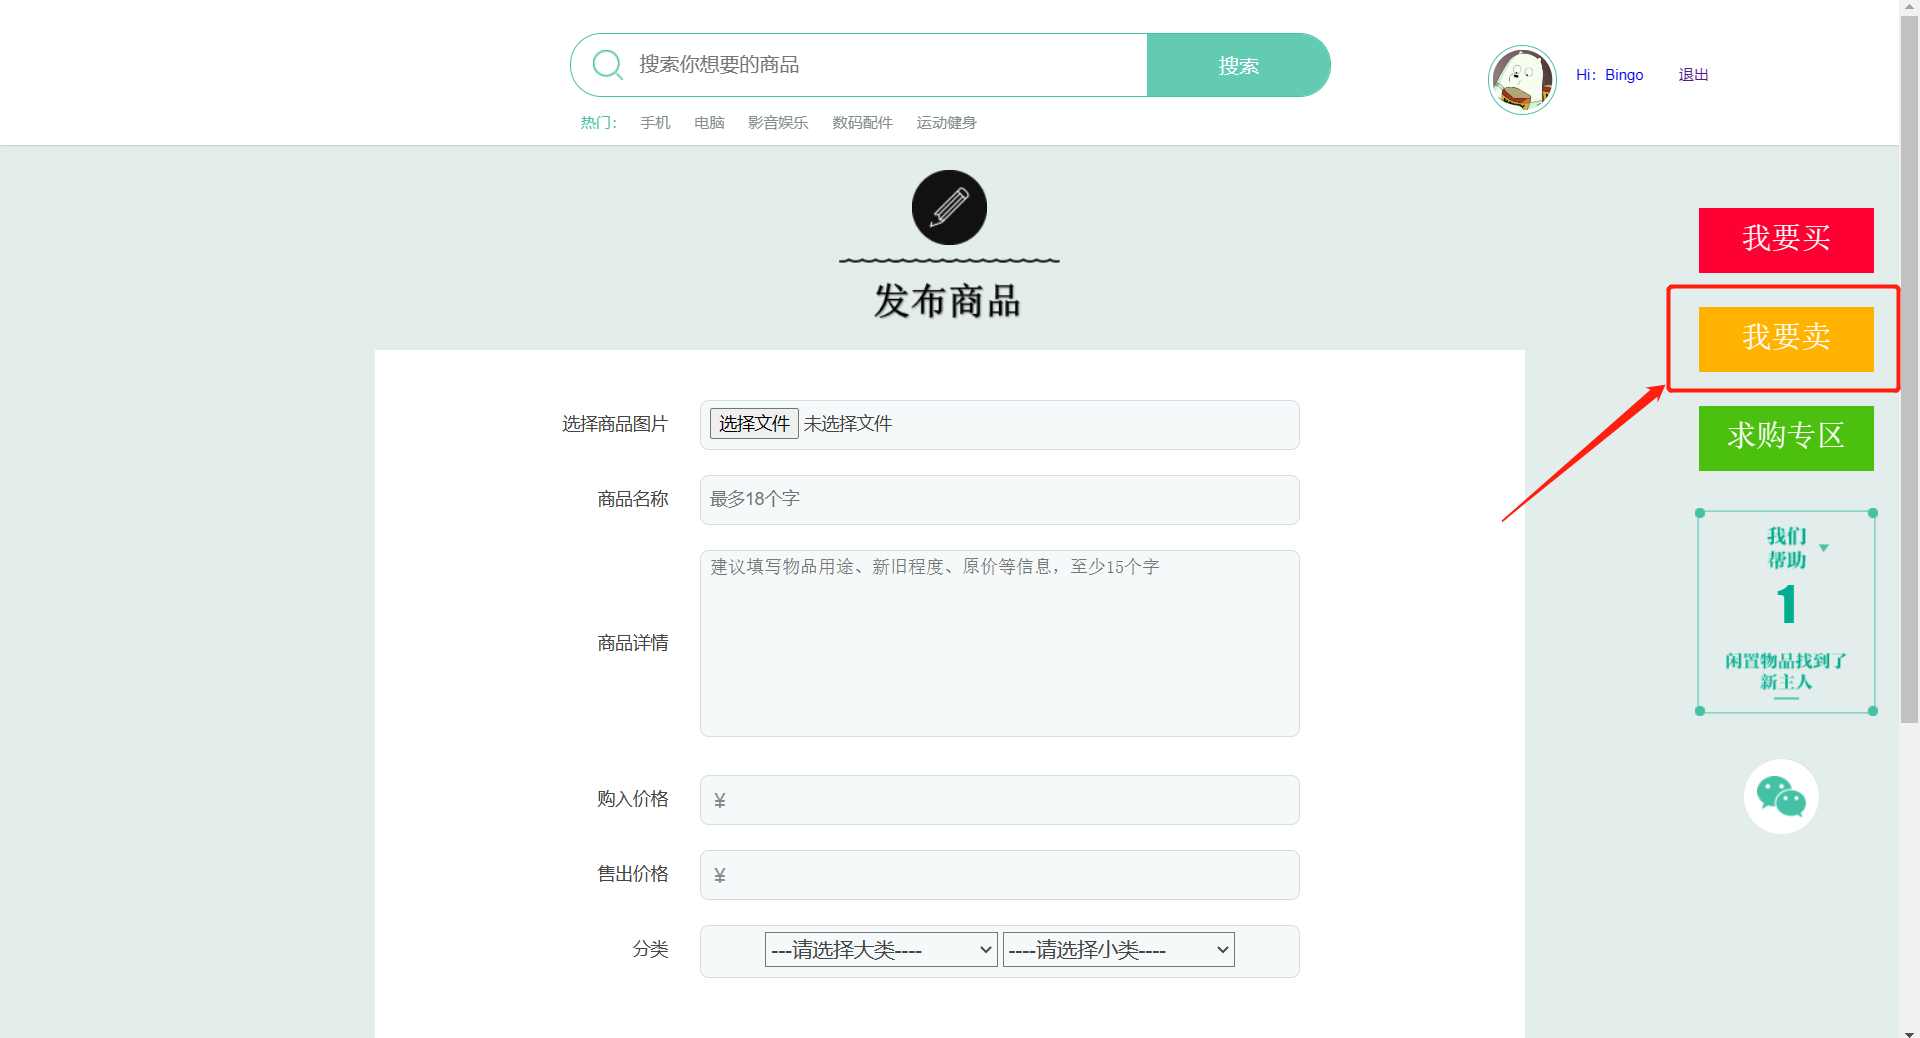 搜索你想要的商品
搜索
Hi：Bingo
退出
热门：
手机
电脑
影音娱乐
数码配件
运动健身
发布商品
我要买
我要卖
求购专区
选择商品图片
选择文件 未选择文件
商品名称
最多18个字
商品详情
建议填写物品用途、新旧程度、原价等信息，至少15个字
购入价格
¥
售出价格
¥
分类
---请选择大类----
----请选择小类----
我们
帮助
1
闲置物品找到了
新主人